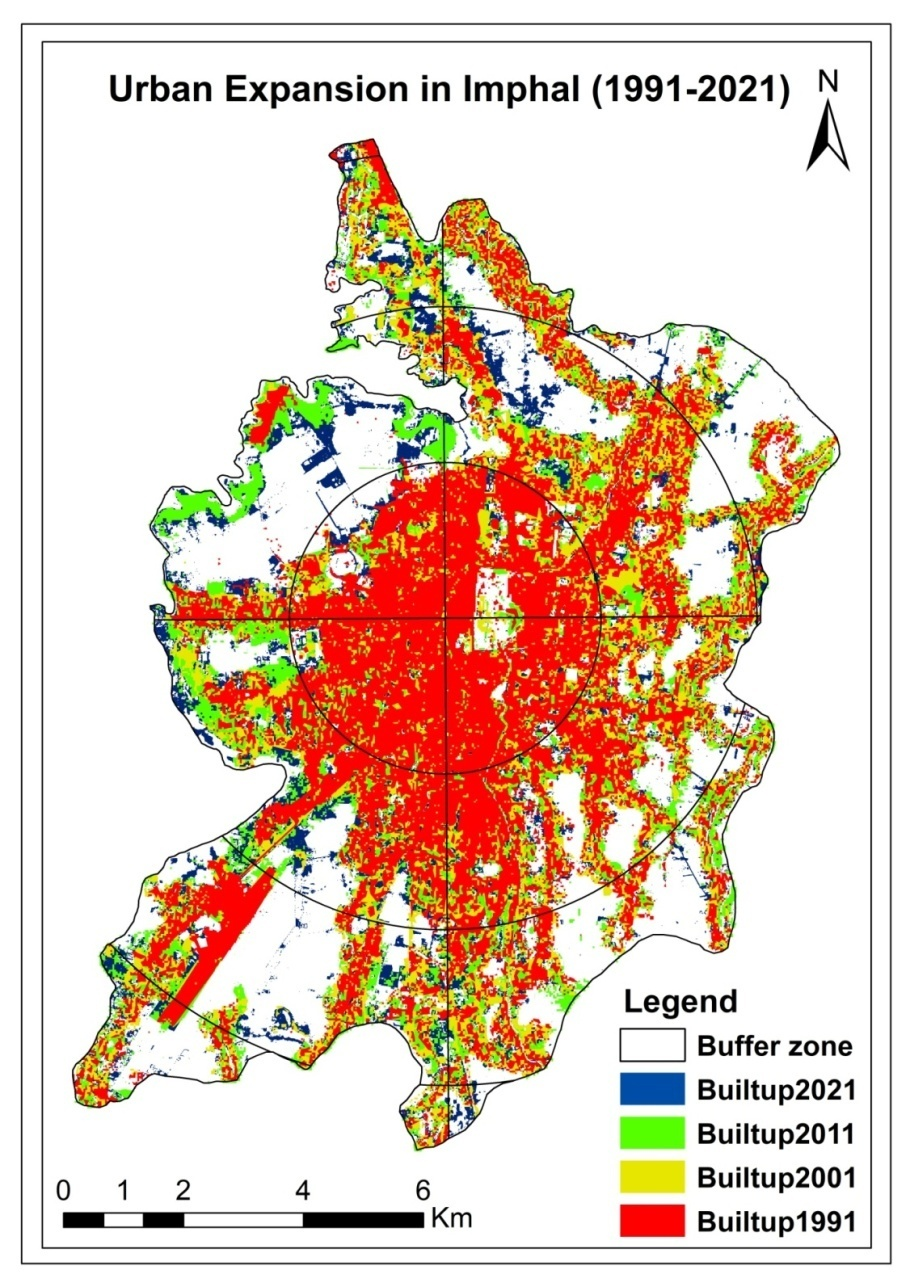 Urban Expansion in Imphal (1991-2021)
N
Legend
Buffer zone
Builtup2021
Builtup2011
Builtup2001
Builtup1991
0 1 2 4 6
Km